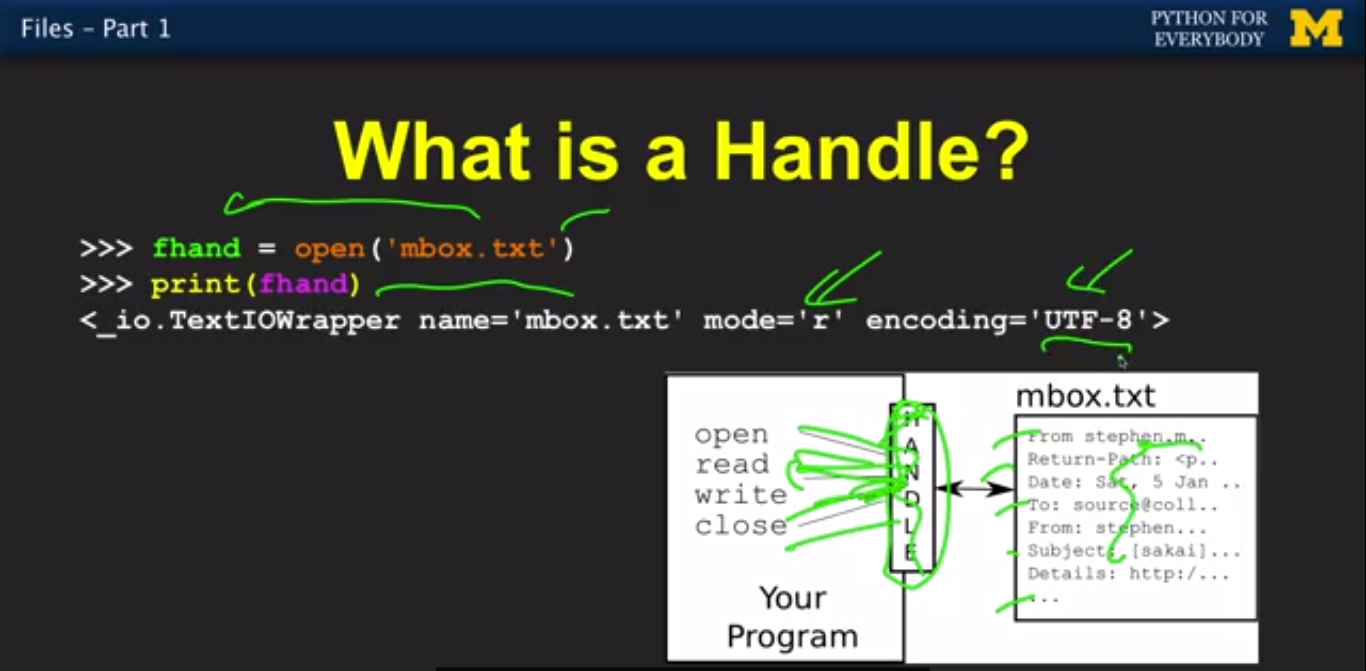 Files – Part 1
PYTHON FOR
EVERYBODY
M
What is a Handle?
>>> fhand = open('mbox.txt')
>>> print(fhand)
<_io.TextIOWrapper name='mbox.txt' mode='r' encoding='UTF-8'>
mbox.txt
open
read
write
close
HANDLE
From stephen.m..
Return-Path: <p..
Date: Sat, 5 Jan ..
To: source@coll..
From: stephen...
Subject: [sakai]...
Details: http:/...
...
Your
Program